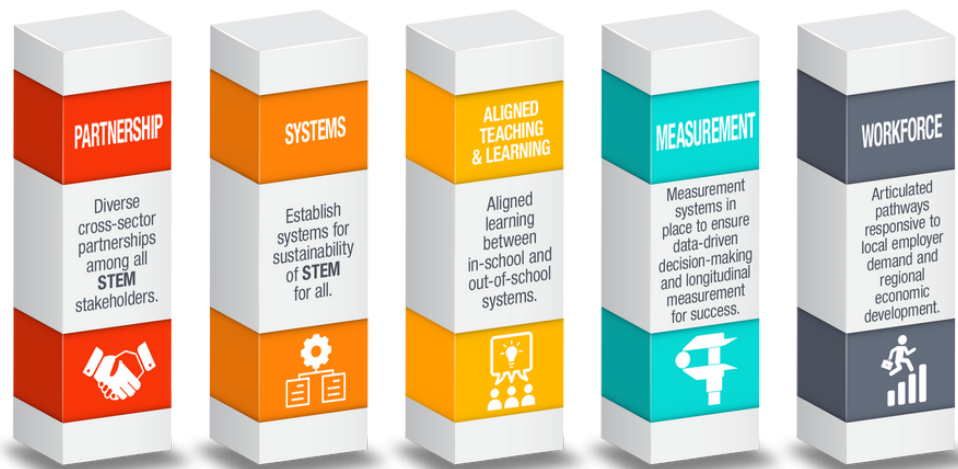 PARTNERSHIP
Diverse
cross-sector
partnerships
among all
STEM
stakeholders.
SYSTEMS
Establish
systems for
sustainability
of STEM
for all.
ALIGNED
TEACHING
& LEARNING
Aligned
learning
between
in-school and
out-of-school
systems.
MEASUREMENT
Measurement
systems in
place to ensure
data-driven
decision-making
and longitudinal
measurement
for success.
WORKFORCE
Articulated
pathways
responsive to
local employer
demand and
regional
economic
development.